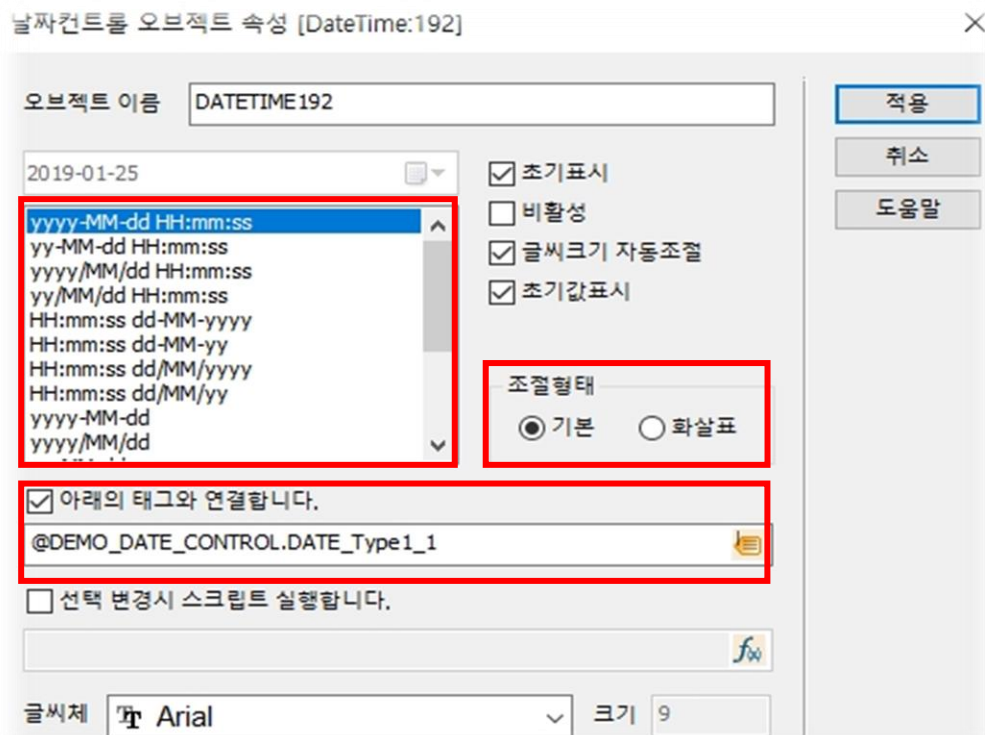 날짜컨트롤 오브젝트 속성 [DateTime:192]
오브젝트 이름 DATETIME192
적용
취소
도움말
2019-01-25
초기표시
비활성
글씨크기 자동조절
초기값표시
yyyy-MM-dd HH:mm:ss
yy-MM-dd HH:mm:ss
yyyy/MM/dd HH:mm:ss
yy/MM/dd HH:mm:ss
HH:mm:ss dd-MM-yyyy
HH:mm:ss dd-MM-yy
HH:mm:ss dd/MM/yyyy
HH:mm:ss dd/MM/yy
yyyy-MM-dd
yyyy/MM/dd
조절형태
기본 화살표
아래의 태그와 연결합니다.
@DEMO_DATE_CONTROL.DATE_Type1_1
선택 변경시 스크립트 실행합니다.
글씨체 Arial 크기 9